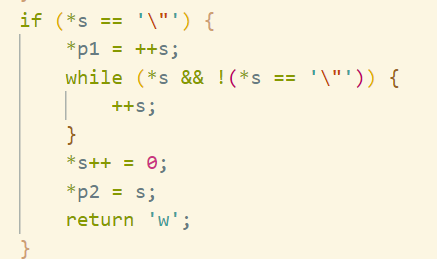 if (*s == '\"') {
*p1 = ++s;
while (*s && !(*s == '\"')) {
++s;
}
*s++ = 0;
*p2 = s;
return 'w';
}